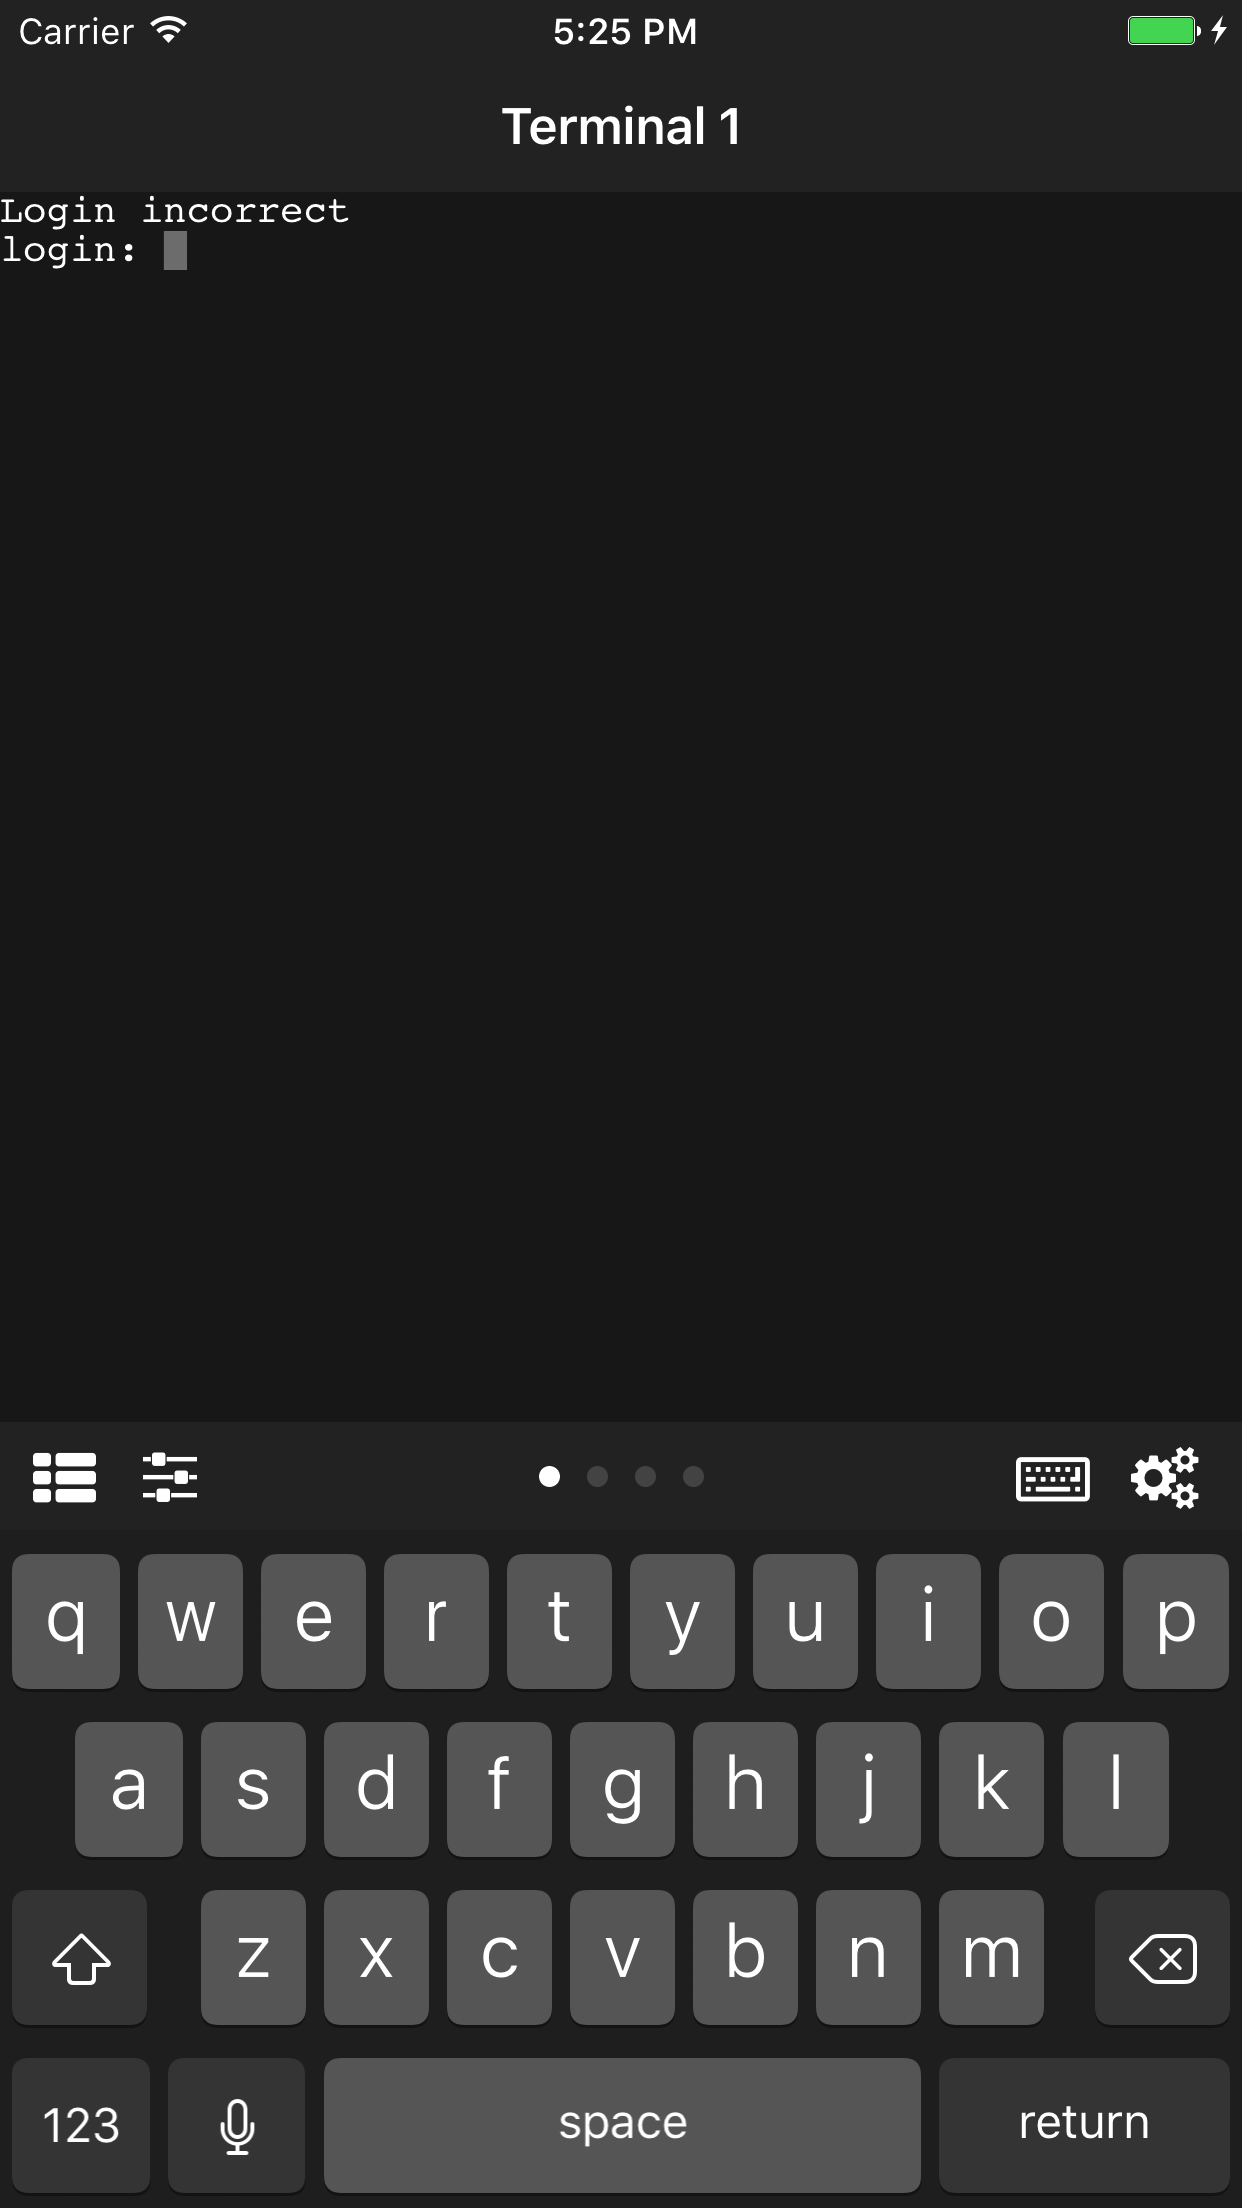 Carrier 5:25 PM
Terminal 1
Login incorrect
login:
q w e r t y u i o p
a s d f g h j k l
z x c v b n m
123 space return